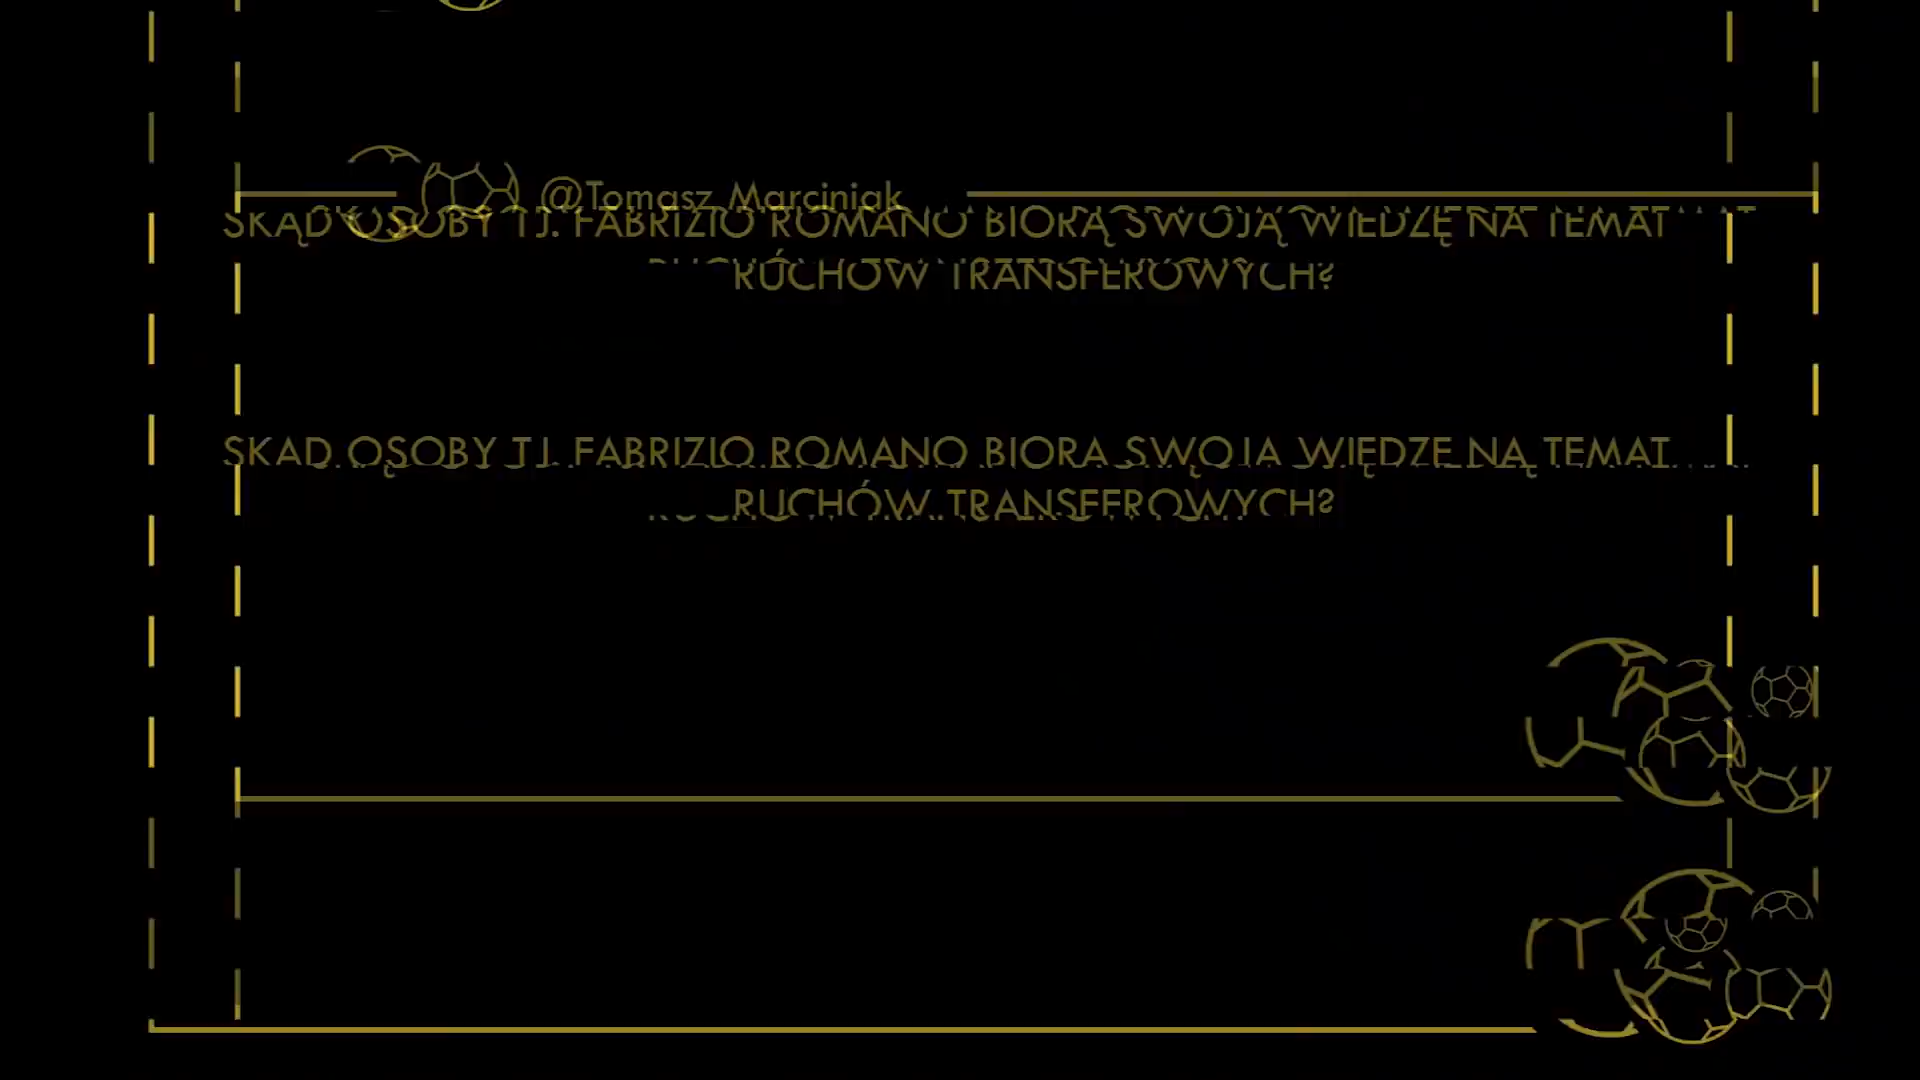 @Tomasz_Marciniak
SKĄD OSOBY TJ. FABRIZIO ROMANO BIORĄ SWOJĄ WIEDZĘ NA TEMAT
RUCHÓW TRANSFEROWYCH?
SKĄD OSOBY TJ. FABRIZIO ROMANO BIORĄ SWOJĄ WIEDZĘ NA TEMAT
RUCHÓW TRANSFEROWYCH?